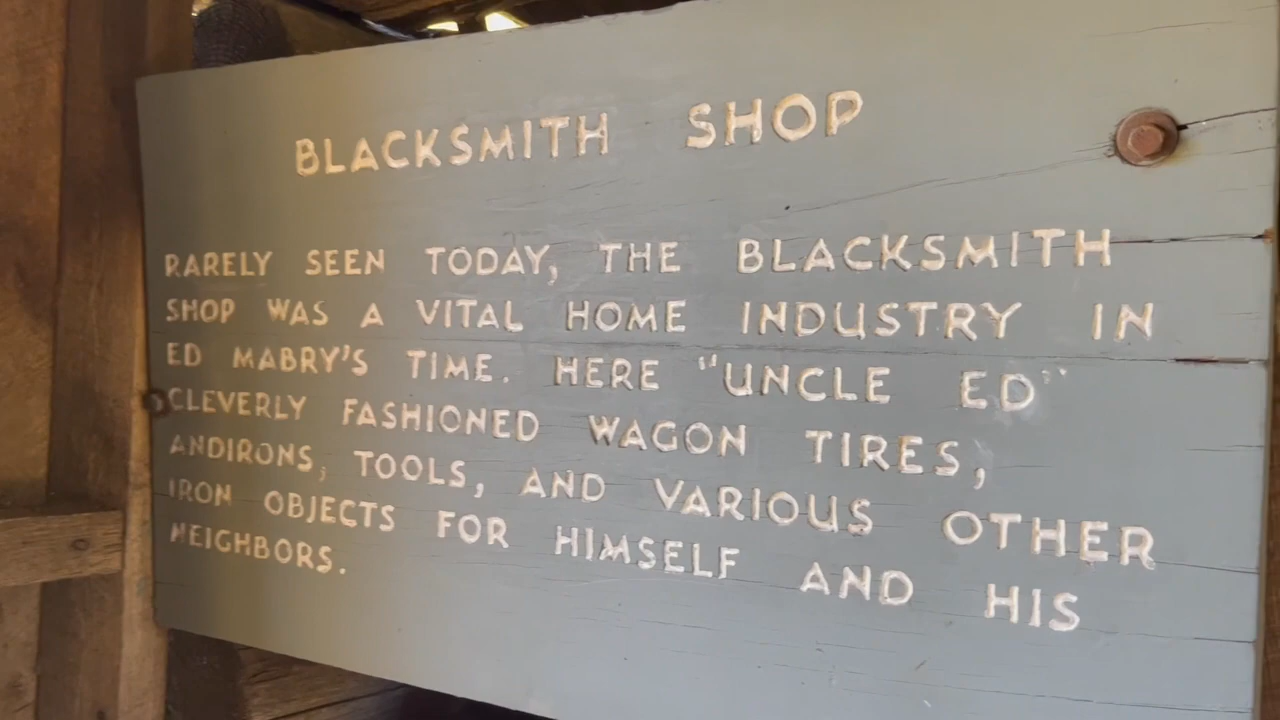 BLACKSMITH SHOP
RARELY SEEN TODAY, THE BLACKSMITH
SHOP WAS A VITAL HOME INDUSTRY IN
ED MABRY'S TIME. HERE "UNCLE ED"
CLEVERLY FASHIONED WAGON TIRES,
ANDIRONS, TOOLS, AND VARIOUS OTHER
IRON OBJECTS FOR HIMSELF AND HIS
NEIGHBORS.